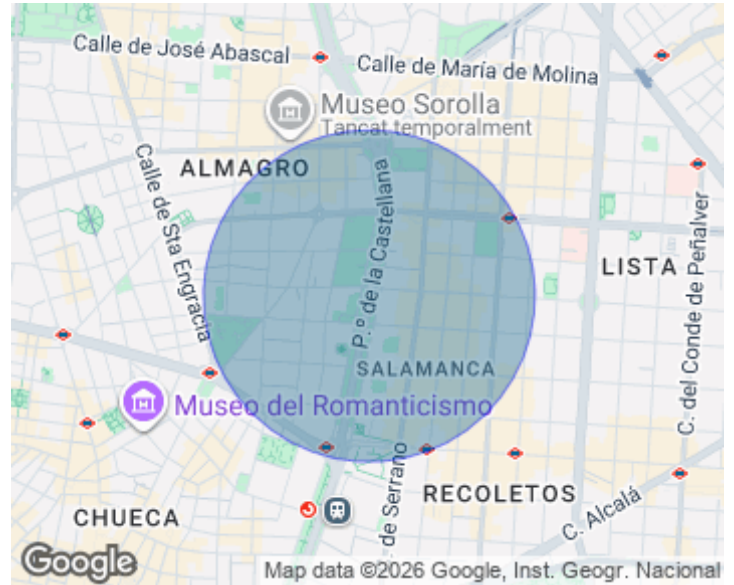 Calle de José Abascal
Calle de María de Molina
Museo Sorolla
Tancat temporalment
ALMAGRO
Calle de Sta Engracia
P.º de la Castellana
LISTA
C. del Conde de Peñalver
SALAMANCA
Museo del Romanticismo
de Serrano
RECOLETOS
CHUECA
C. Alcalá
Google
Map data ©2026 Google, Inst. Geogr. Nacional